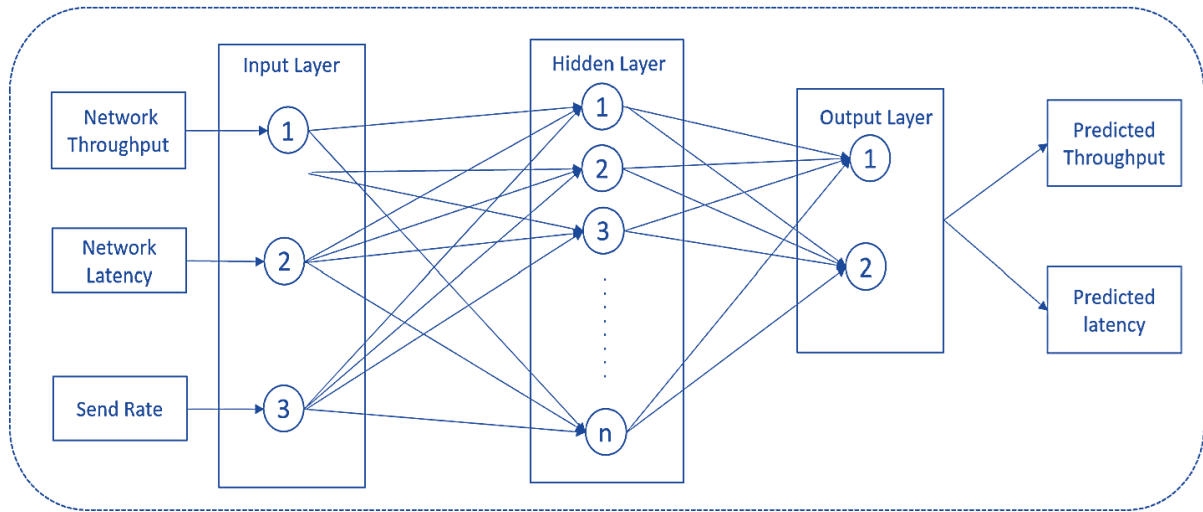 Input Layer
Hidden Layer
Output Layer
Network
Throughput
Network
Latency
Send Rate
1
2
3
1
2
3
n
1
2
Predicted
Throughput
Predicted
latency